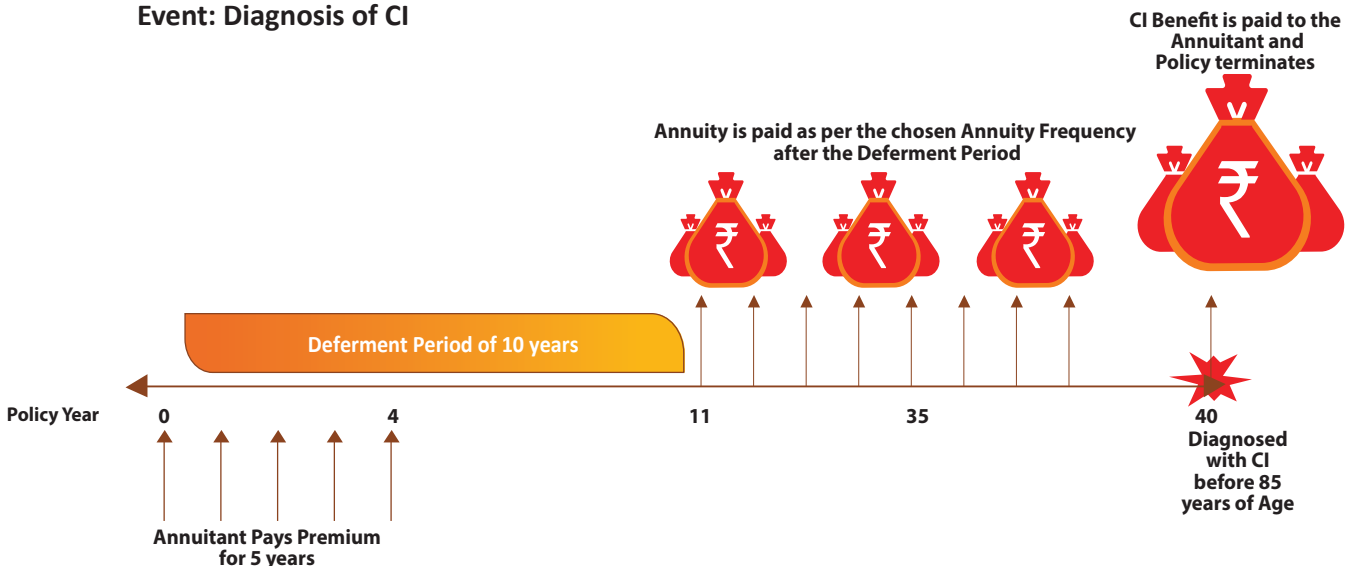 Event: Diagnosis of CI
CI Benefit is paid to the
Annuitant and
Policy terminates
Annuity is paid as per the chosen Annuity Frequency
after the Deferment Period
₹
₹
₹
₹
Deferment Period of 10 years
Policy Year
0
4
11
35
40
Diagnosed
with CI
before 85
years of Age
Annuitant Pays Premium
for 5 years